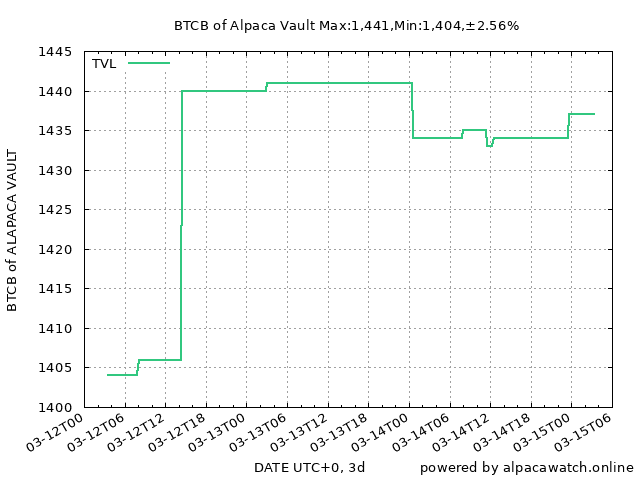 BTCB of Alpaca Vault Max:1,441,Min:1,404,±2.56%
TVL
BTCB of ALAPACA VAULT
1445
1440
1435
1430
1425
1420
1415
1410
1405
1400
03-12T00
03-12T06
03-12T12
03-12T18
03-13T00
03-13T06
03-13T12
03-13T18
03-14T00
03-14T06
03-14T12
03-14T18
03-15T00
03-15T06
DATE UTC+0, 3d
powered by alpacawatch.online